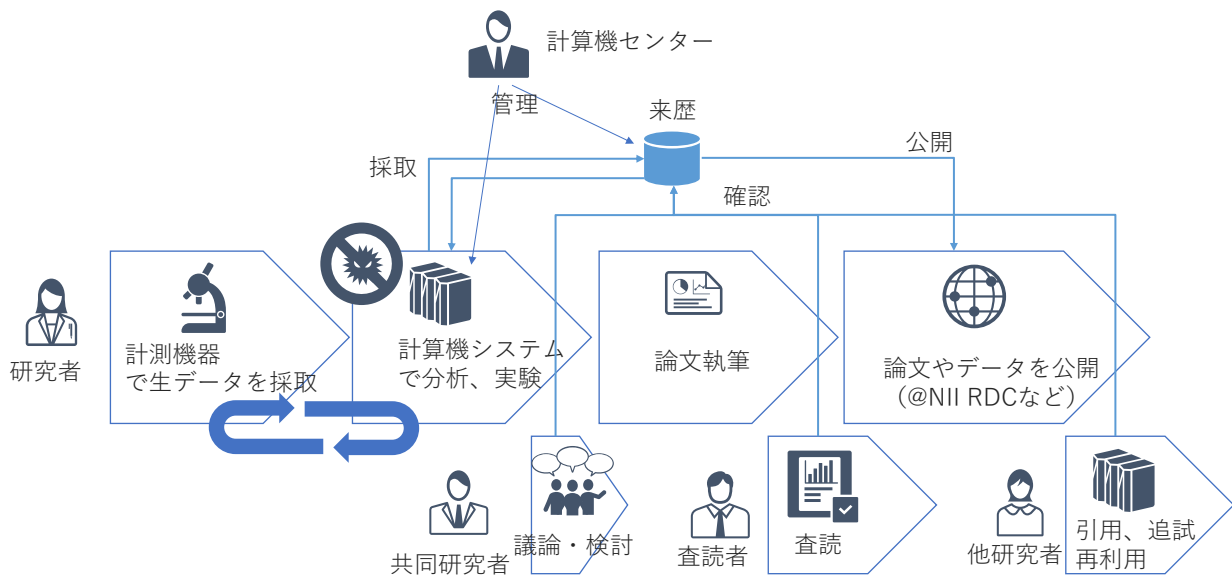 計算機センター
管理
来歴
公開
採取
確認
研究者
計測機器
で生データを採取
計算機システム
で分析、実験
論文執筆
論文やデータを公開
（@NII RDCなど）
共同研究者
議論・検討
査読者
査読
他研究者
引用、追試
再利用